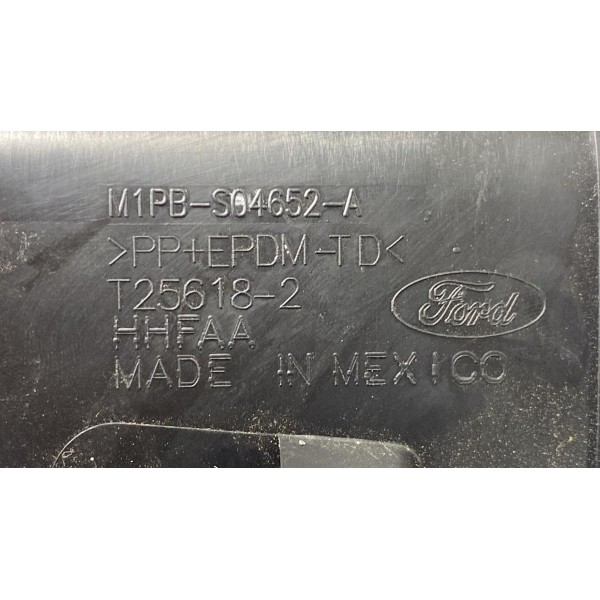 M1PB-S04652-A
>PP+EPDM-TD<
T25618-2
HHFAA
MADE IN MEXICO
Ford